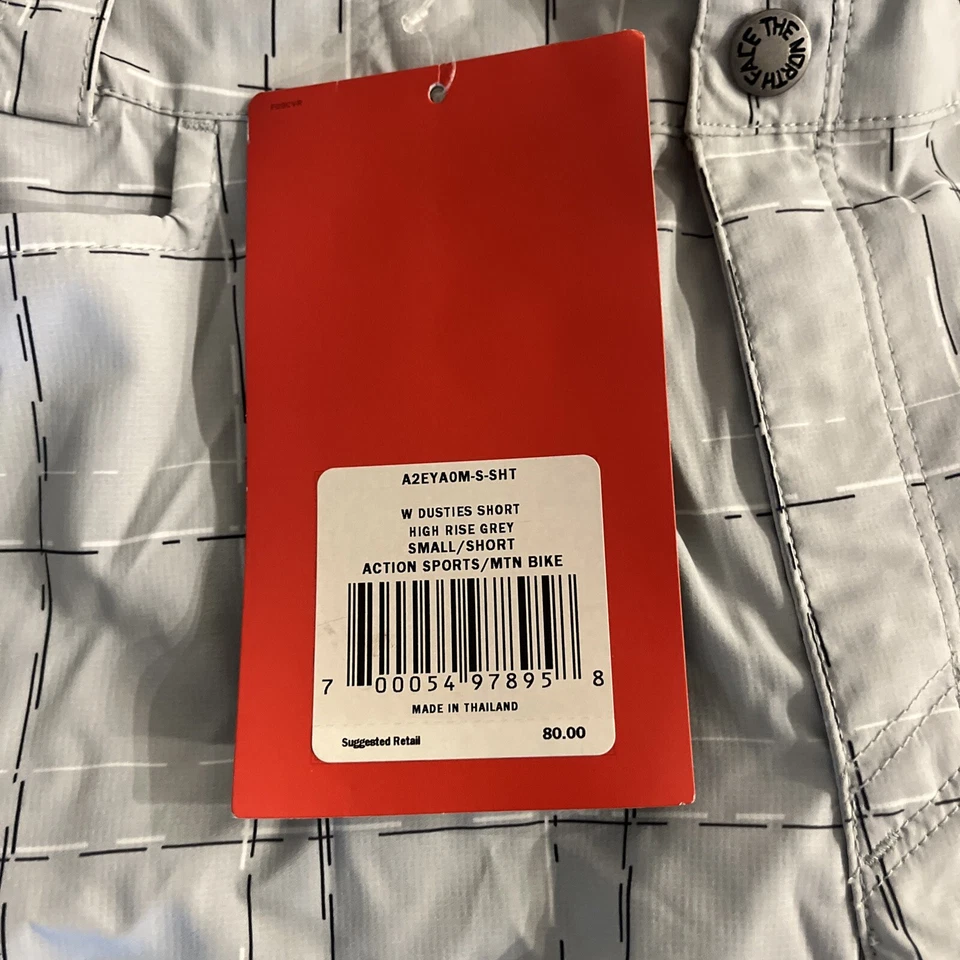 THE NORTH FACE
A2EYA0M-S-SHT
W DUSTIES SHORT
HIGH RISE GREY
SMALL/SHORT
ACTION SPORTS/MTN BIKE
7 00054 97895 8
MADE IN THAILAND
Suggested Retail 80.00